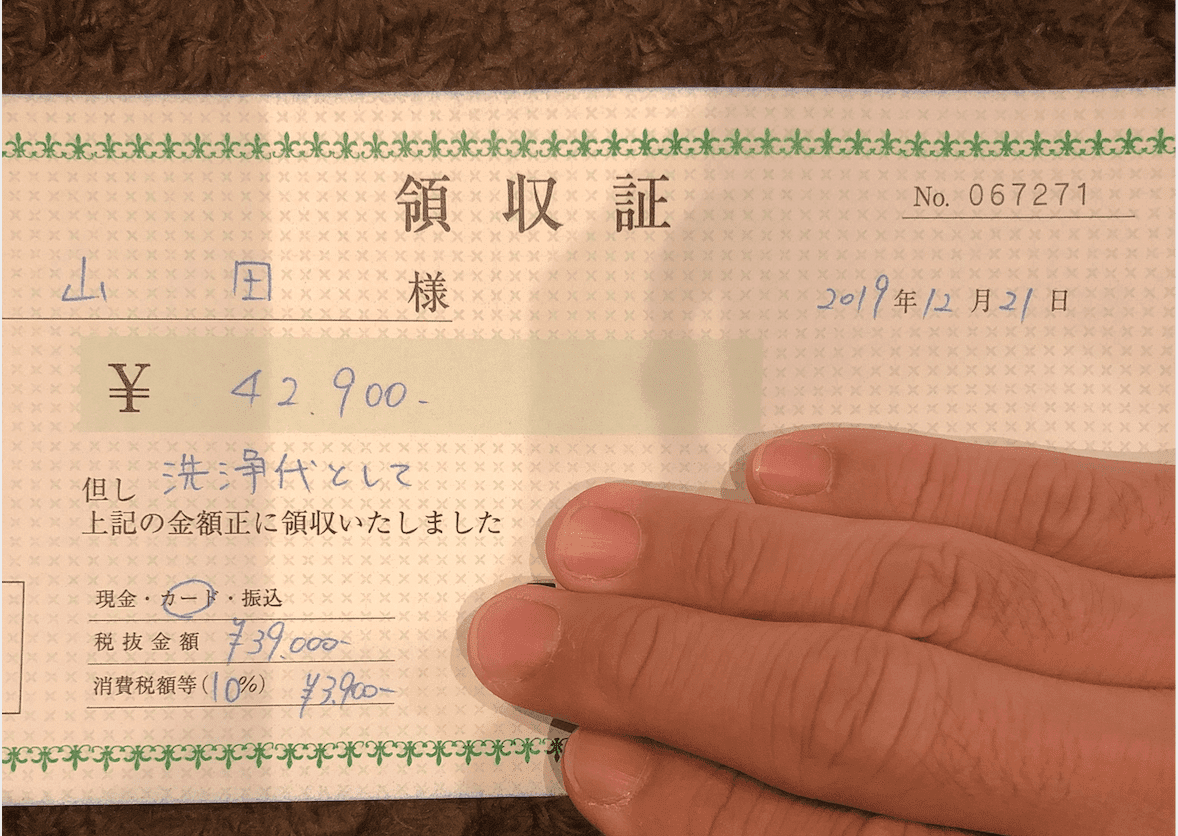 領収証
No. 067271
山田 様
2019年12月21日
¥ 42.900-
但し 洗浄代として
上記の金額正に領収いたしました
現金・カード・振込
税抜金額 ¥39.000-
消費税額等(10%) ¥3.900-